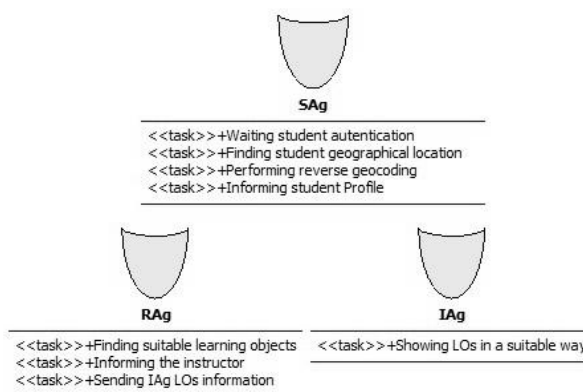 SAg
<<task>>+Waiting student autentication
<<task>>+Finding student geographical location
<<task>>+Performing reverse geocoding
<<task>>+Informing student Profile
RAg
<<task>>+Finding suitable learning objects
<<task>>+Informing the instructor
<<task>>+Sending IAg LOs information
IAg
<<task>>+Showing LOs in a suitable way